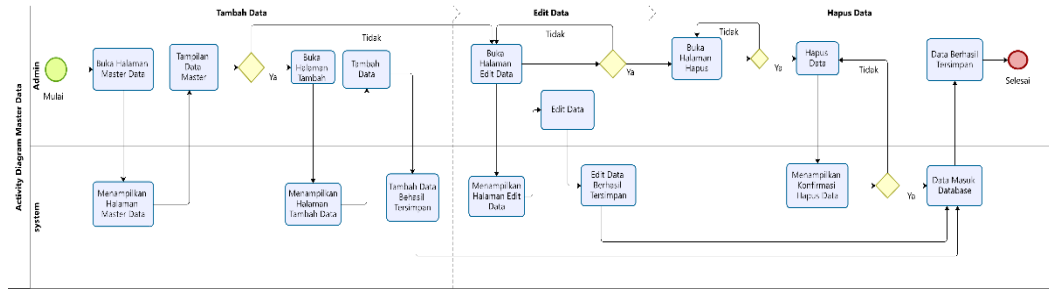 Activity Diagram Master Data
Tambah Data
Edit Data
Hapus Data
Admin
system
Mulai
Buka Halaman
Master Data
Tampilan
Data
Master
Ya
Tidak
Buka
Halaman
Tambah
Tambah
Data
Buka
Halaman
Edit Data
Tidak
Ya
Edit Data
Buka
Halaman
Hapus
Tidak
Ya
Hapus
Data
Tidak
Data Berhasil
Tersimpan
Selesai
Menampilkan
Halaman
Master Data
Menampilkan
Halaman
Tambah Data
Tambah Data
Behasil
Tersimpan
Menampilkan
Halaman Edit
Data
Edit Data
Berhasil
Tersimpan
Menampilkan
Konfirmasi
Hapus Data
Ya
Data Masuk
Database